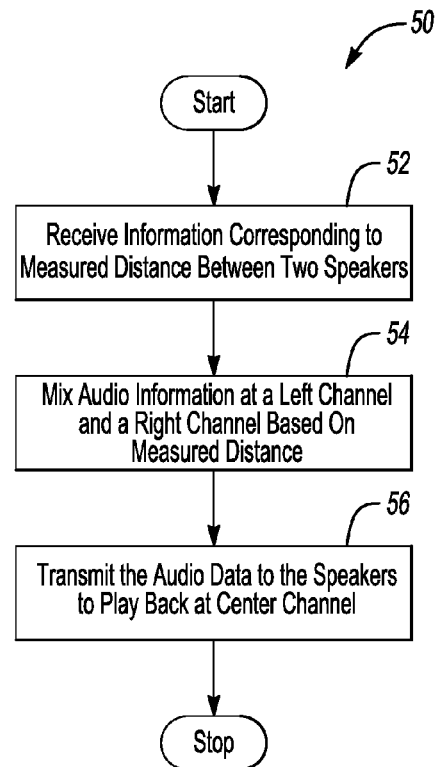 50
Start
52
Receive Information Corresponding to
Measured Distance Between Two Speakers
54
Mix Audio Information at a Left Channel
and a Right Channel Based On
Measured Distance
56
Transmit the Audio Data to the Speakers
to Play Back at Center Channel
Stop